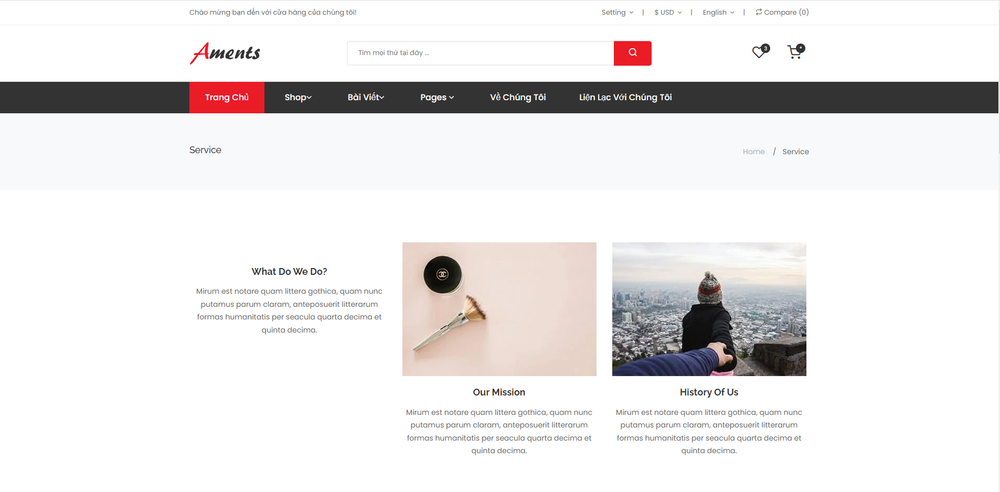 Chào mừng bạn đến với cửa hàng của chúng tôi!
Setting | $ USD | English | Compare (0)
Aments
Tìm mọi thứ tại đây ...
3
*
Trang Chủ Shop Bài Viết Pages Về Chúng Tôi Liện Lạc Với Chúng Tôi
Service
Home / Service
What Do We Do?
Mirum est notare quam littera gothica, quam nunc
putamus parum claram, anteposuerit litterarum
formas humanitatis per seacula quarta decima et
quinta decima.
Our Mission
Mirum est notare quam littera gothica, quam nunc
putamus parum claram, anteposuerit litterarum
formas humanitatis per seacula quarta decima et
quinta decima.
History Of Us
Mirum est notare quam littera gothica, quam nunc
putamus parum claram, anteposuerit litterarum
formas humanitatis per seacula quarta decima et
quinta decima.